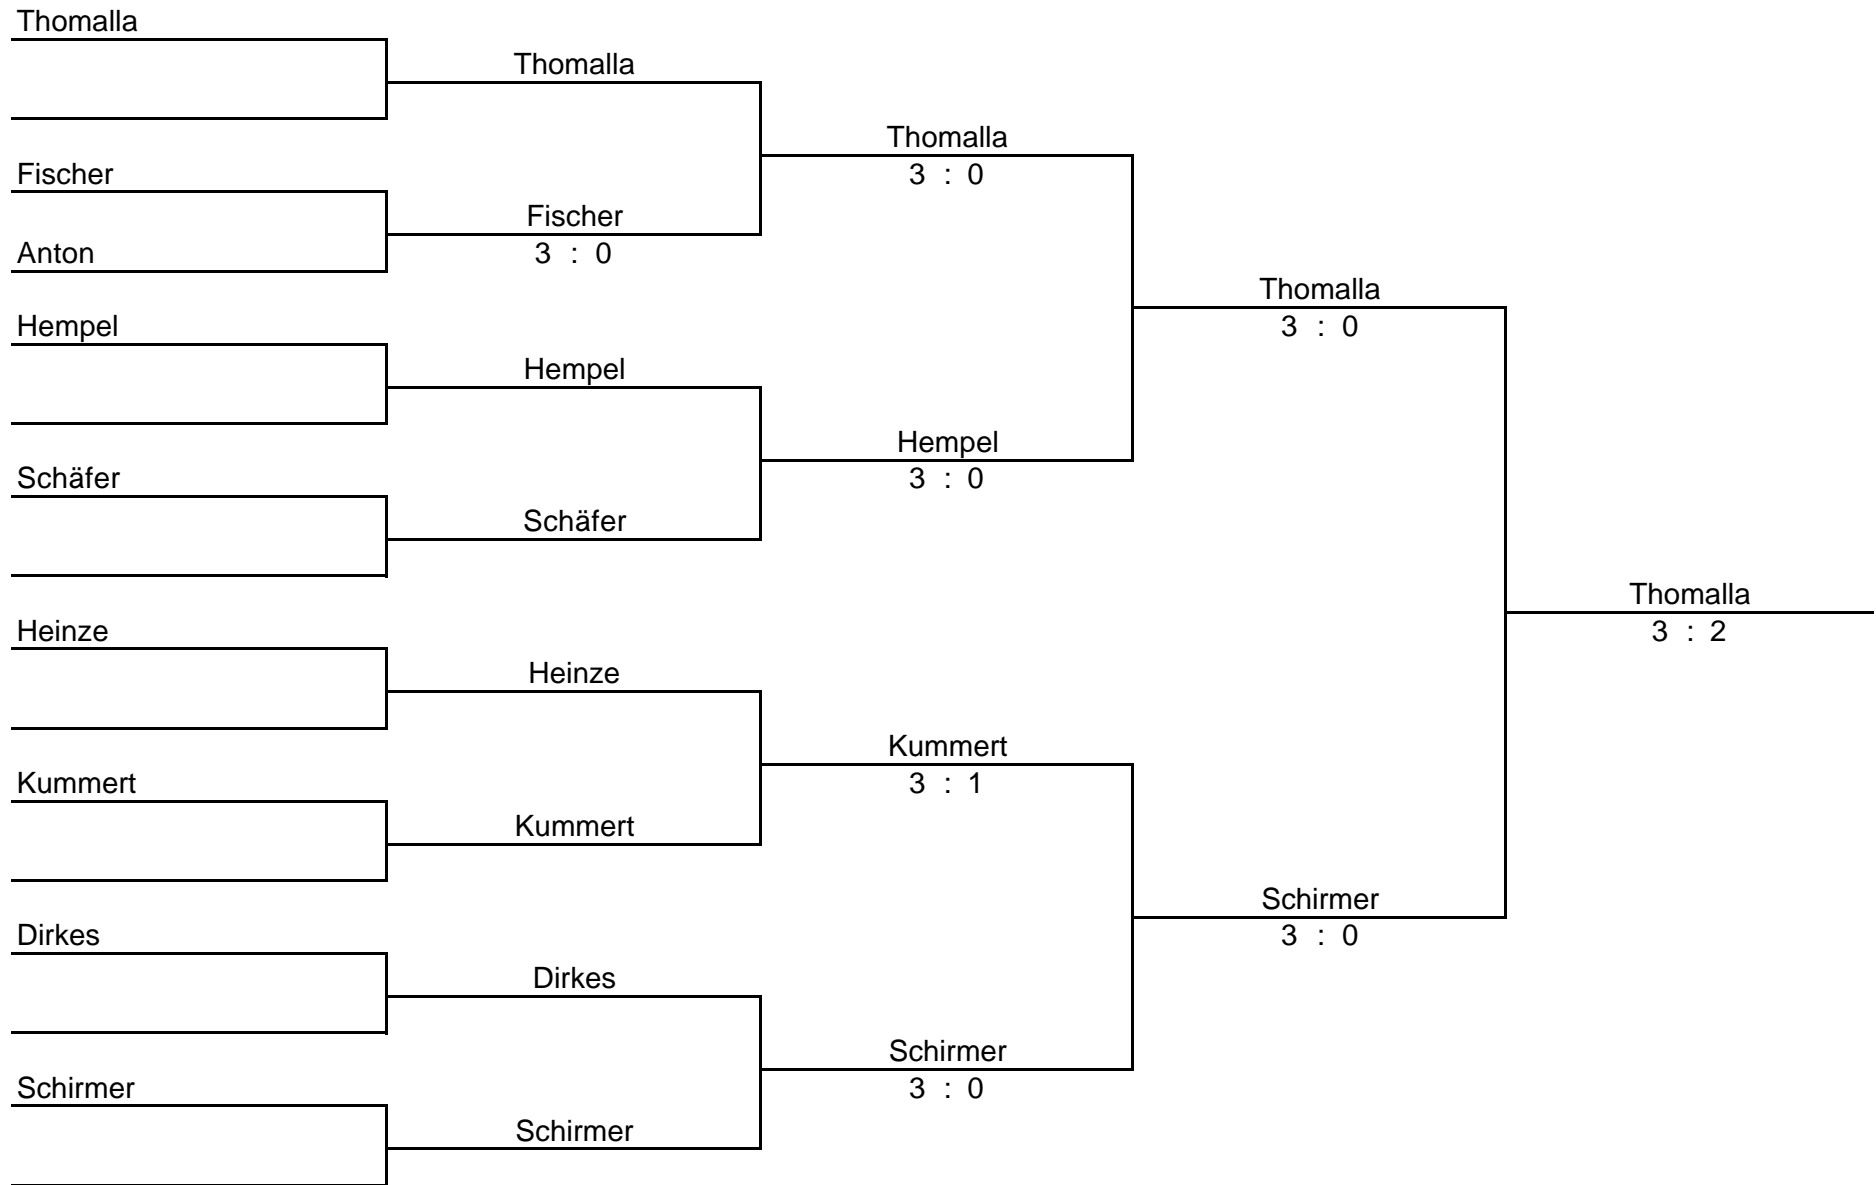 Thomalla
Thomalla
Thomalla
Fischer
3 : 0
Fischer
Anton
3 : 0
Thomalla
Hempel
3 : 0
Hempel
Hempel
Schäfer
3 : 0
Schäfer
Thomalla
Heinze
3 : 2
Heinze
Kummert
Kummert
3 : 1
Kummert
Schirmer
Dirkes
3 : 0
Dirkes
Schirmer
Schirmer
3 : 0
Schirmer